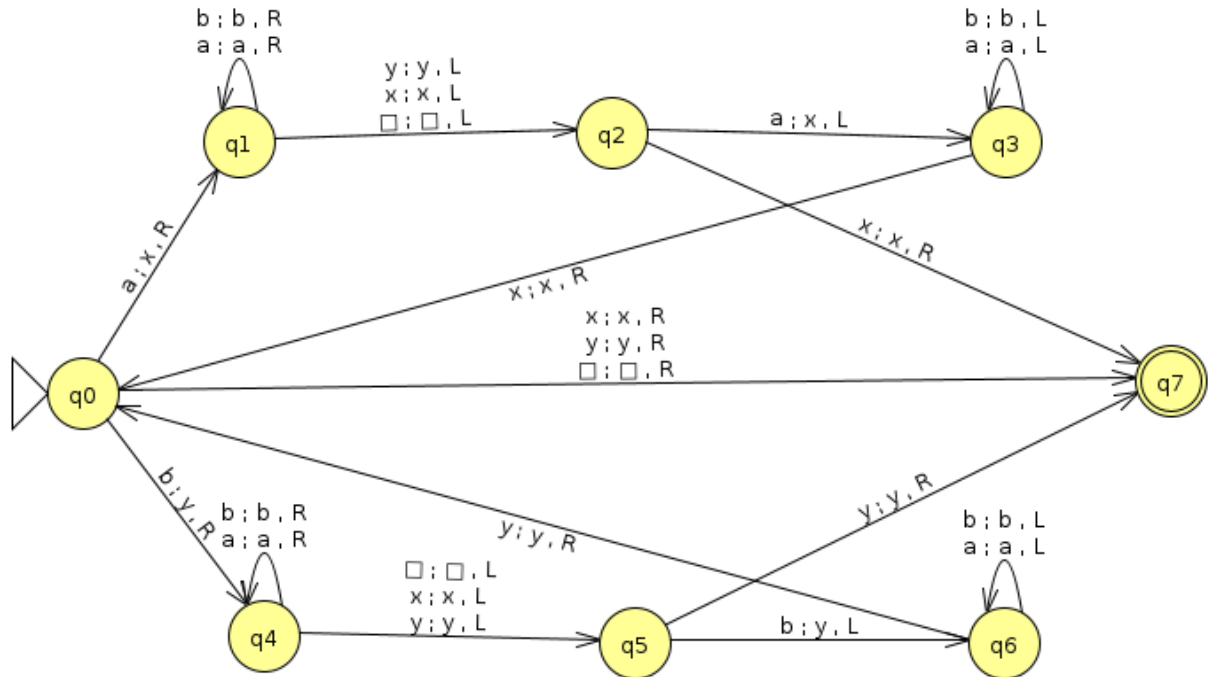 b ; b , R
a ; a , R
b ; b , L
a ; a , L
y ; y , L
x ; x , L
□ ; □ , L
a ; x , L
q1
q2
q3
a ; x , R
x ; x , R
x ; x , R
x ; x , R
y ; y , R
□ ; □ , R
q0
q7
b ; y , R
b ; b , R
a ; a , R
y ; y , R
y ; y , R
b ; b , L
a ; a , L
□ ; □ , L
x ; x , L
y ; y , L
b ; y , L
q4
q5
q6